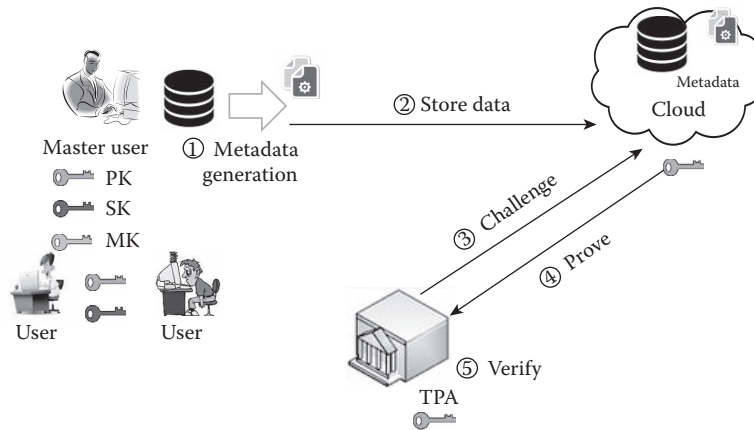 Metadata
Cloud
② Store data
Master user
① Metadada
generation
PK
SK
MK
③ Challenge
④ Prove
User
User
⑤ Verify
TPA